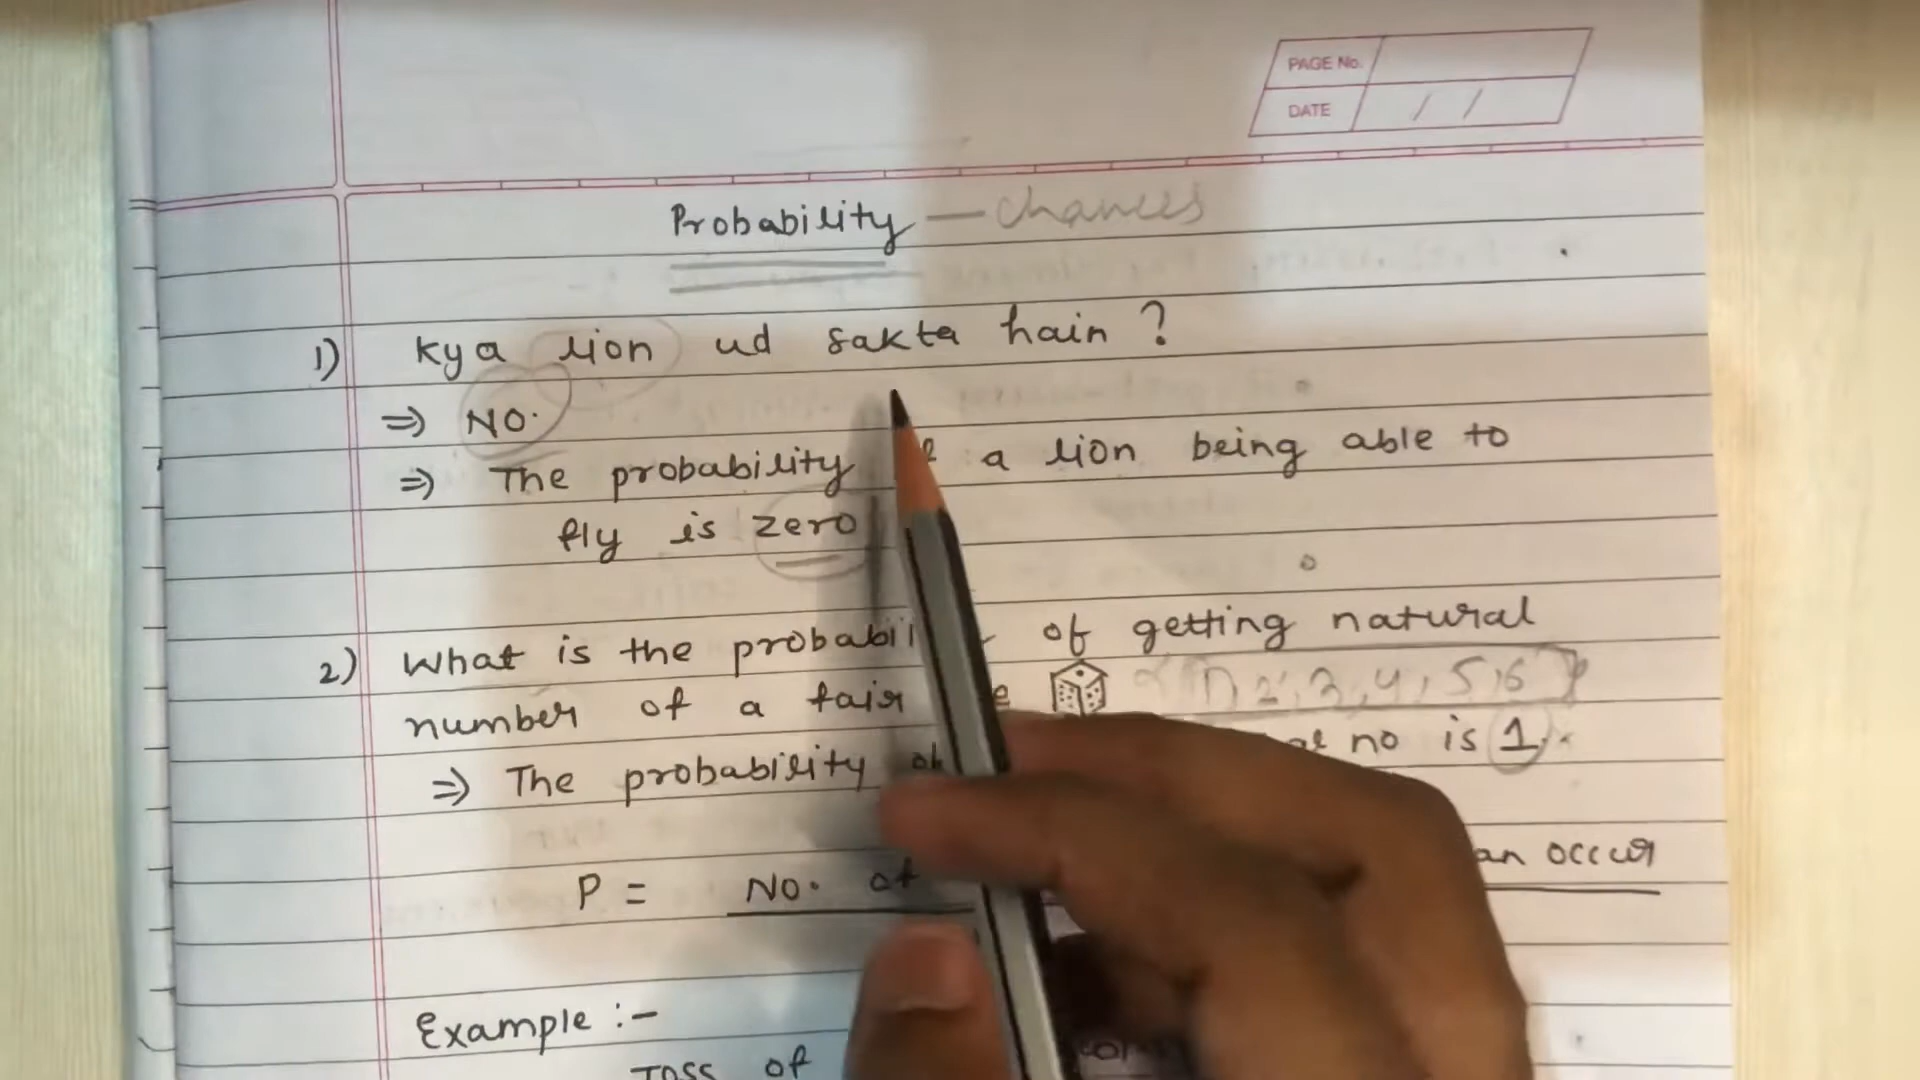 PAGE No.
DATE / /
Probability — chances
1) Kya lion ud sakta hain ?
⇒ NO.
⇒ The probability a lion being able to
fly is zero
2) What is the of getting natural
number of a fair {1, 2, 3, 4, 5, 6}
⇒ The probability no is 1.
P = No. of occur
Example :-
Toss of